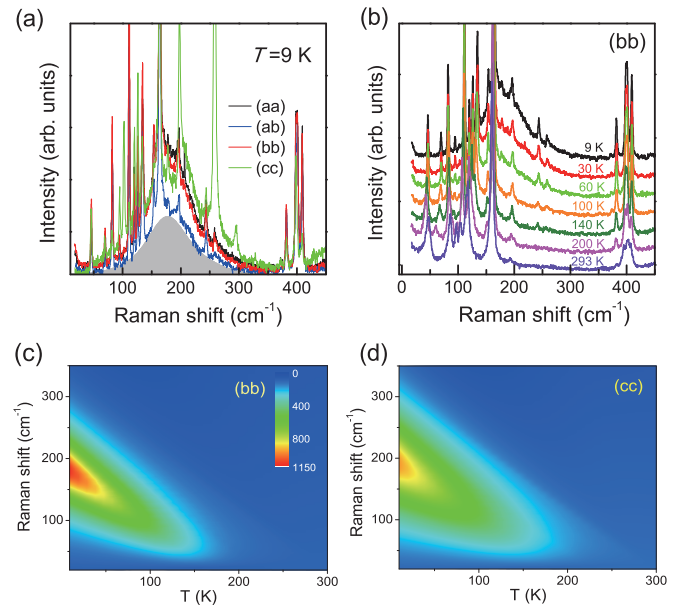 (a)
T=9 K
(aa)
(ab)
(bb)
(cc)
Intensity (arb. units)
0 100 200 300 400
Raman shift (cm-1)
(b)
(bb)
9 K
30 K
60 K
100 K
140 K
200 K
293 K
Intensity (arb. units)
0 100 200 300 400
Raman shift (cm-1)
(c)
(bb)
0
400
800
1150
300
200
100
Raman shift (cm-1)
100 200 300
T (K)
(d)
(cc)
300
200
100
Raman shift (cm-1)
100 200 300
T (K)